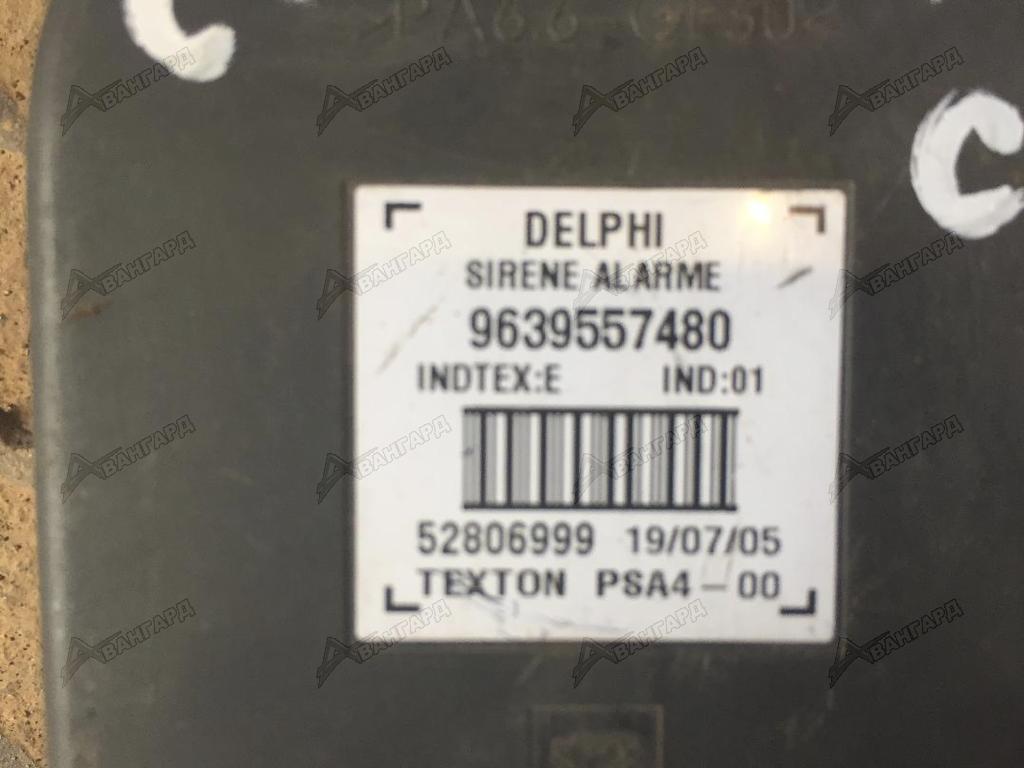 DELPHI
SIRENE ALARME
9639557480
INDTEX:E IND:01
52806999 19/07/05
TEXTON PSA4-00
АВАНГАРД